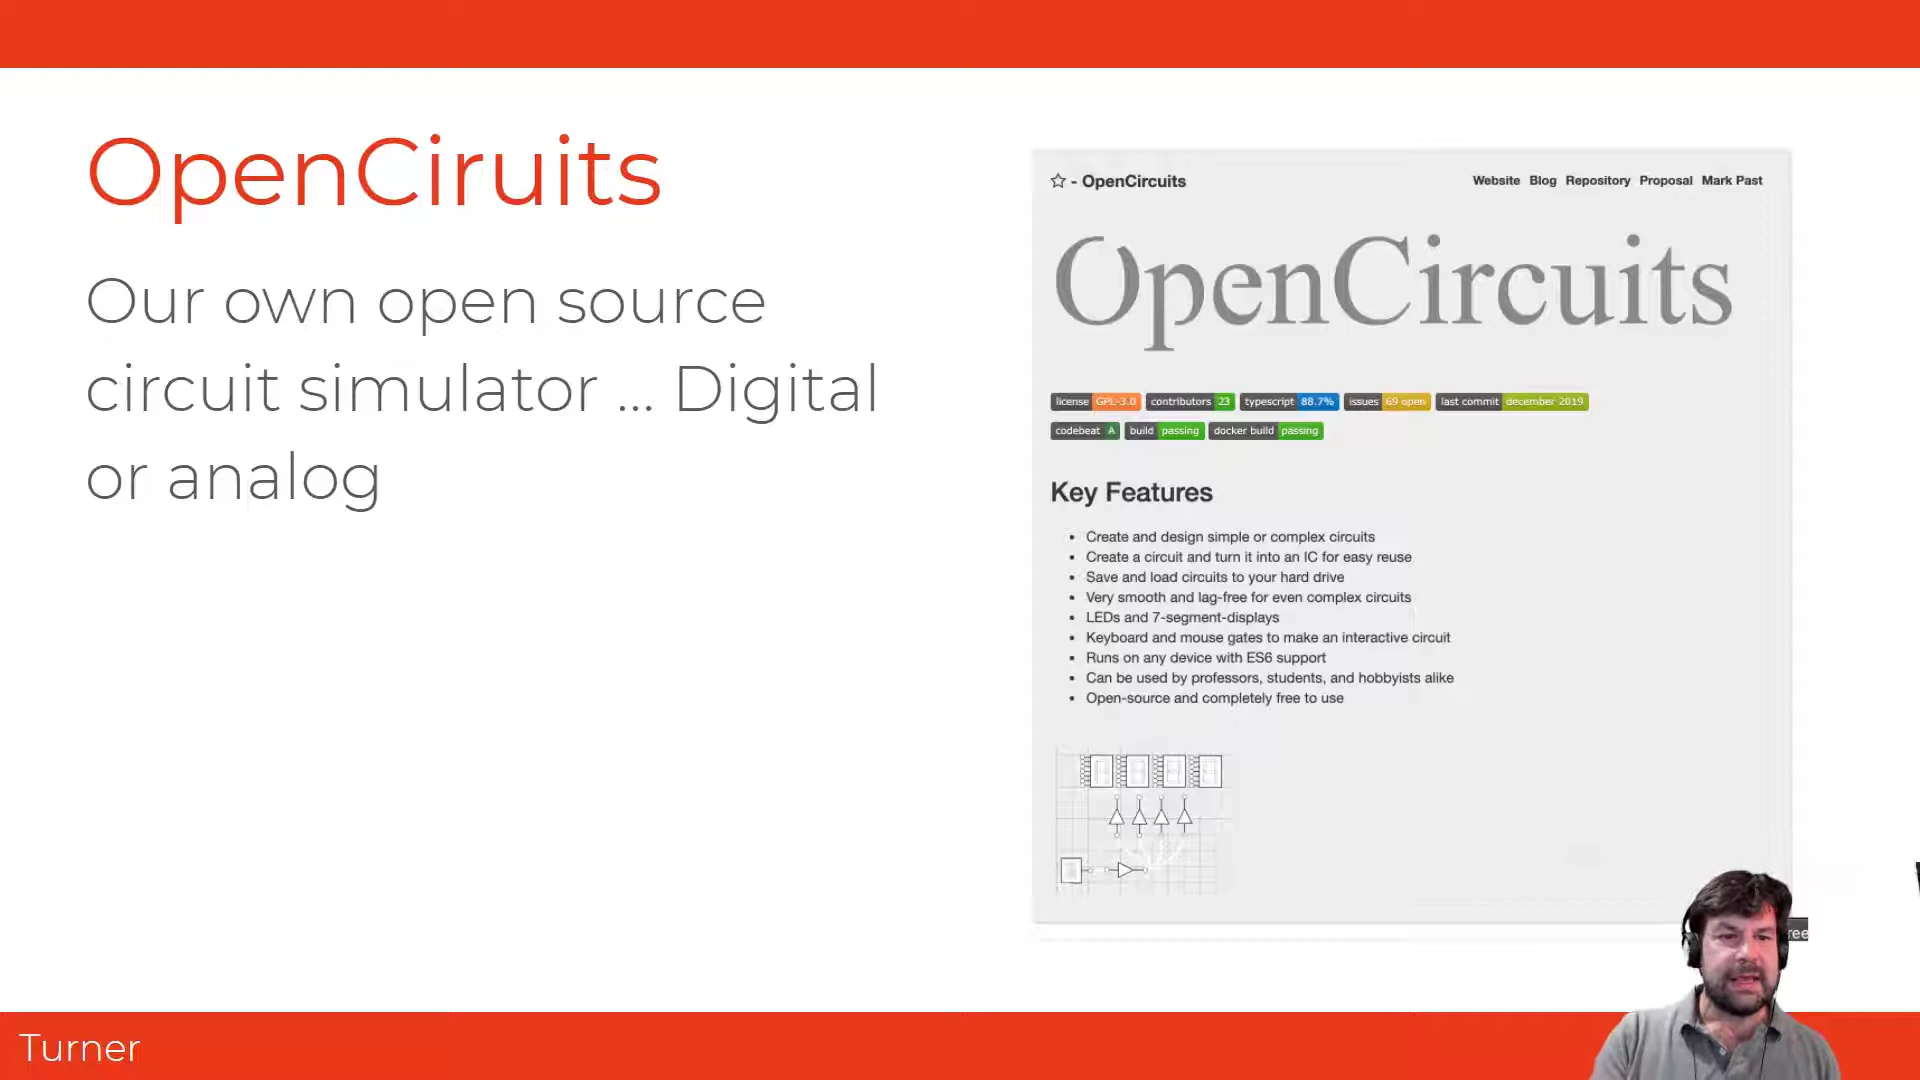 OpenCiruits
Our own open source
circuit simulator ... Digital
or analog
☆ - OpenCircuits
Website Blog Repository Proposal Mark Past
OpenCircuits
license GPL-3.0 contributors 23 typescript 88.7% issues 69 open last commit december 2019
codebeat A build passing docker build passing
Key Features
• Create and design simple or complex circuits
• Create a circuit and turn it into an IC for easy reuse
• Save and load circuits to your hard drive
• Very smooth and lag-free for even complex circuits
• LEDs and 7-segment-displays
• Keyboard and mouse gates to make an interactive circuit
• Runs on any device with ES6 support
• Can be used by professors, students, and hobbyists alike
• Open-source and completely free to use
Turner